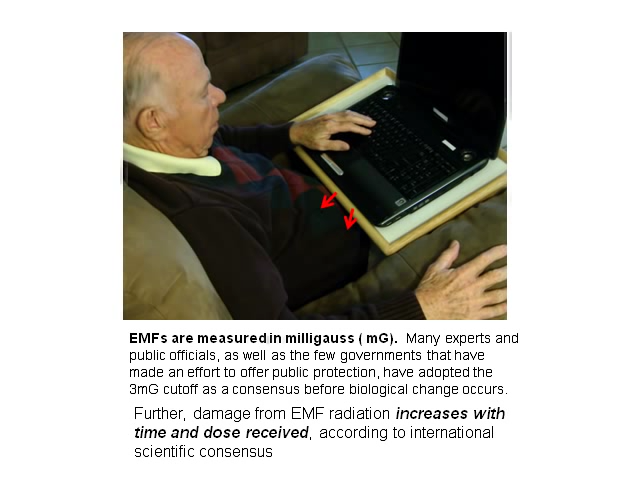 EMFs are measured in milligauss ( mG).  Many experts and
public officials, as well as the few governments that have
made an effort to offer public protection, have adopted the
3mG cutoff as a consensus before biological change occurs.
Further, damage from EMF radiation increases with
time and dose received, according to international
scientific consensus